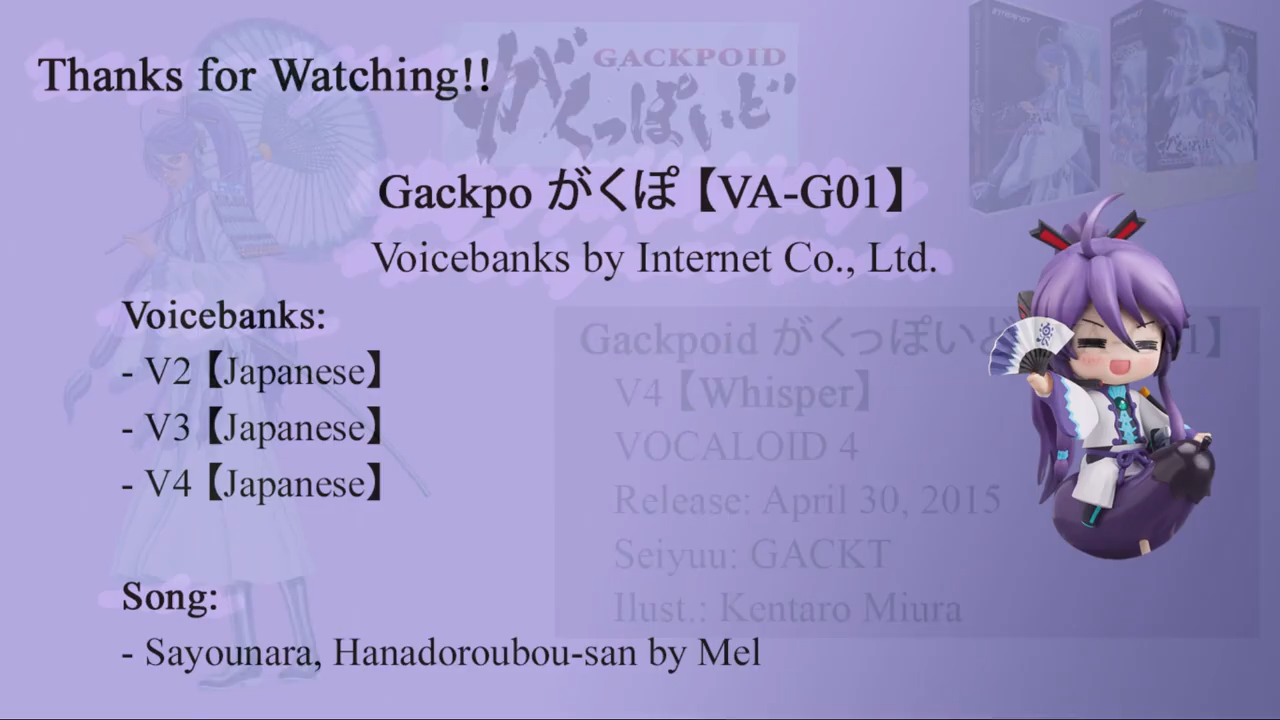 Thanks for Watching!!
GACKPOID
がくっぽいど
Gackpo がくぽ【VA-G01】
Voicebanks by Internet Co., Ltd.
Voicebanks:
- V2【Japanese】
- V3【Japanese】
- V4【Japanese】
Gackpoid がくっぽいど
V4【Whisper】
VOCALOID 4
Release: April 30, 2015
Seiyuu: GACKT
Ilust.: Kentaro Miura
Song:
- Sayounara, Hanadoroubou-san by Mel